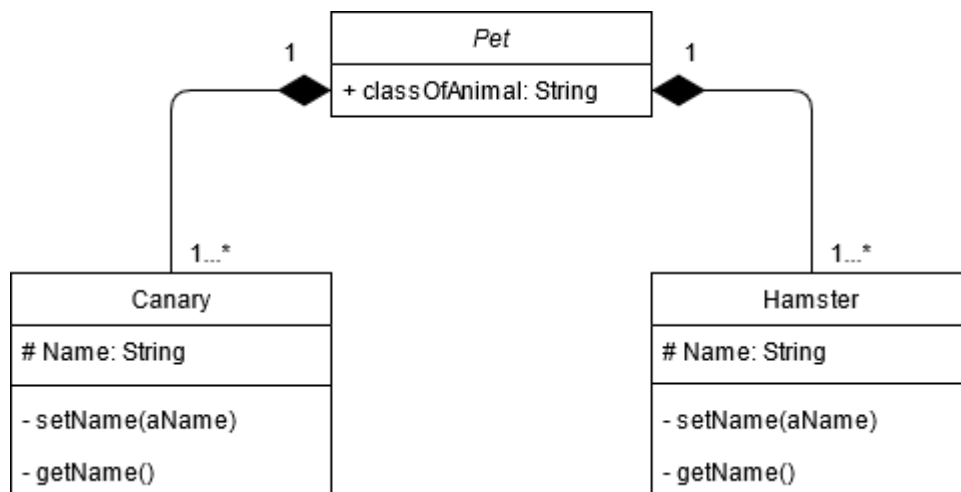 Pet
1
1
+ classOfAnimal: String
1...*
1...*
Canary
Hamster
# Name: String
# Name: String
- setName(aName)
- setName(aName)
- getName()
- getName()